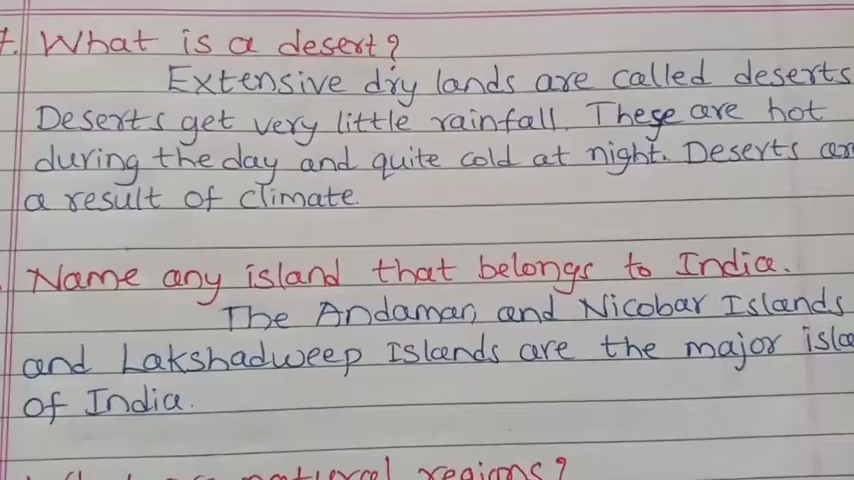 What is a desert?
Extensive dry lands are called deserts
Deserts get very little rainfall. These are hot
during the day and quite cold at night. Deserts
a result of climate.
Name any island that belongs to India.
The Andaman and Nicobar Islands
and Lakshadweep Islands are the major
of India.
regions?